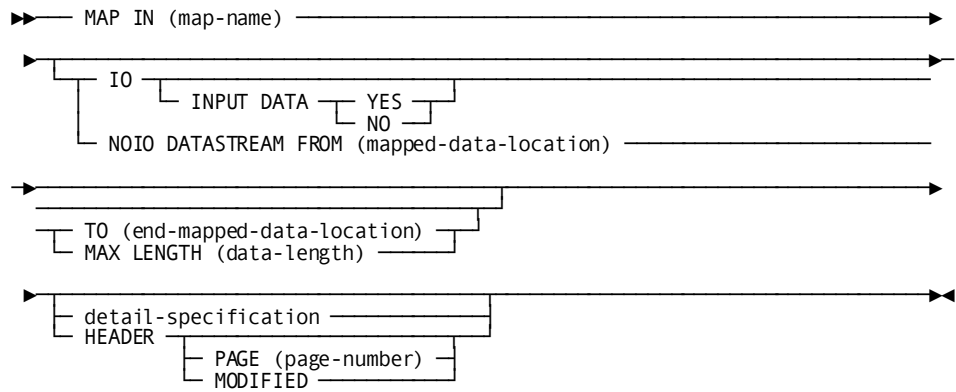 MAP IN (map-name)
IO
INPUT DATA YES
NO
NOIO DATASTREAM FROM (mapped-data-location)
TO (end-mapped-data-location)
MAX LENGTH (data-length)
detail-specification
HEADER
PAGE (page-number)
MODIFIED